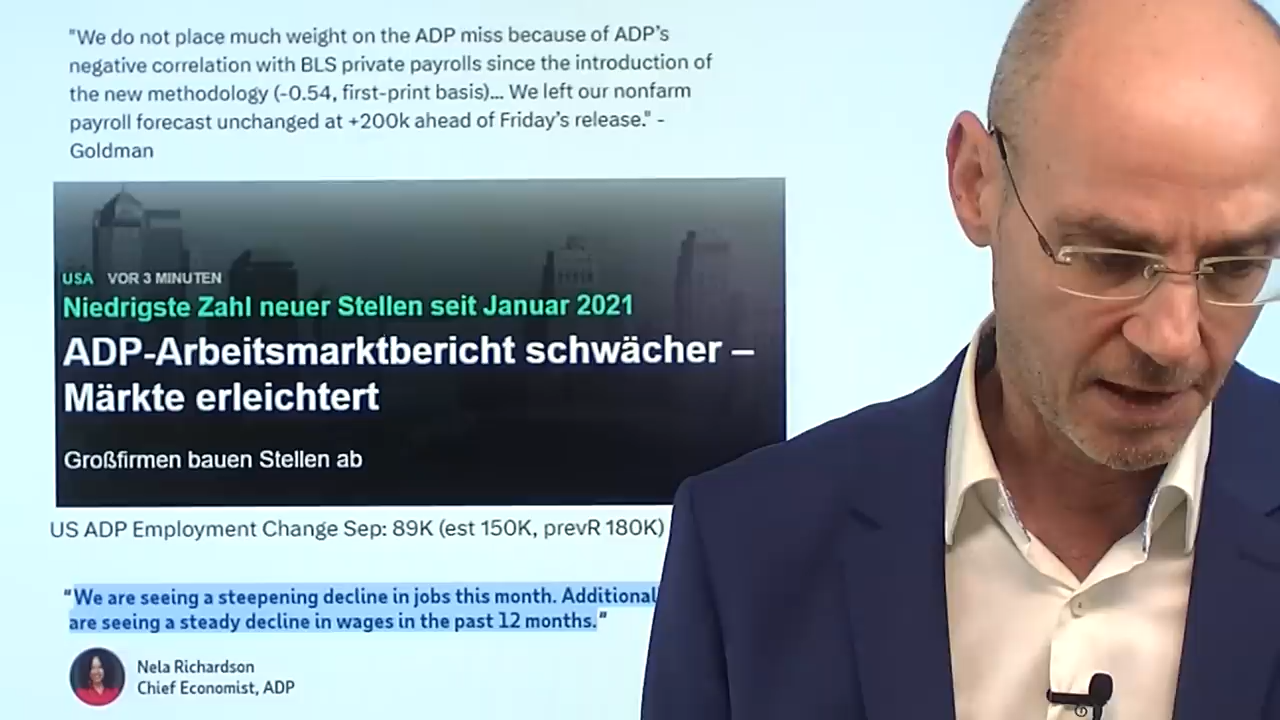 "We do not place much weight on the ADP miss because of ADP's
negative correlation with BLS private payrolls since the introduction of
the new methodology (-0.54, first-print basis)... We left our nonfarm
payroll forecast unchanged at +200k ahead of Friday's release." -
Goldman
USA VOR 3 MINUTEN
Niedrigste Zahl neuer Stellen seit Januar 2021
ADP-Arbeitsmarktbericht schwächer –
Märkte erleichtert
Großfirmen bauen Stellen ab
US ADP Employment Change Sep: 89K (est 150K, prevR 180K)
"We are seeing a steepening decline in jobs this month. Additional
are seeing a steady decline in wages in the past 12 months."
Nela Richardson
Chief Economist, ADP